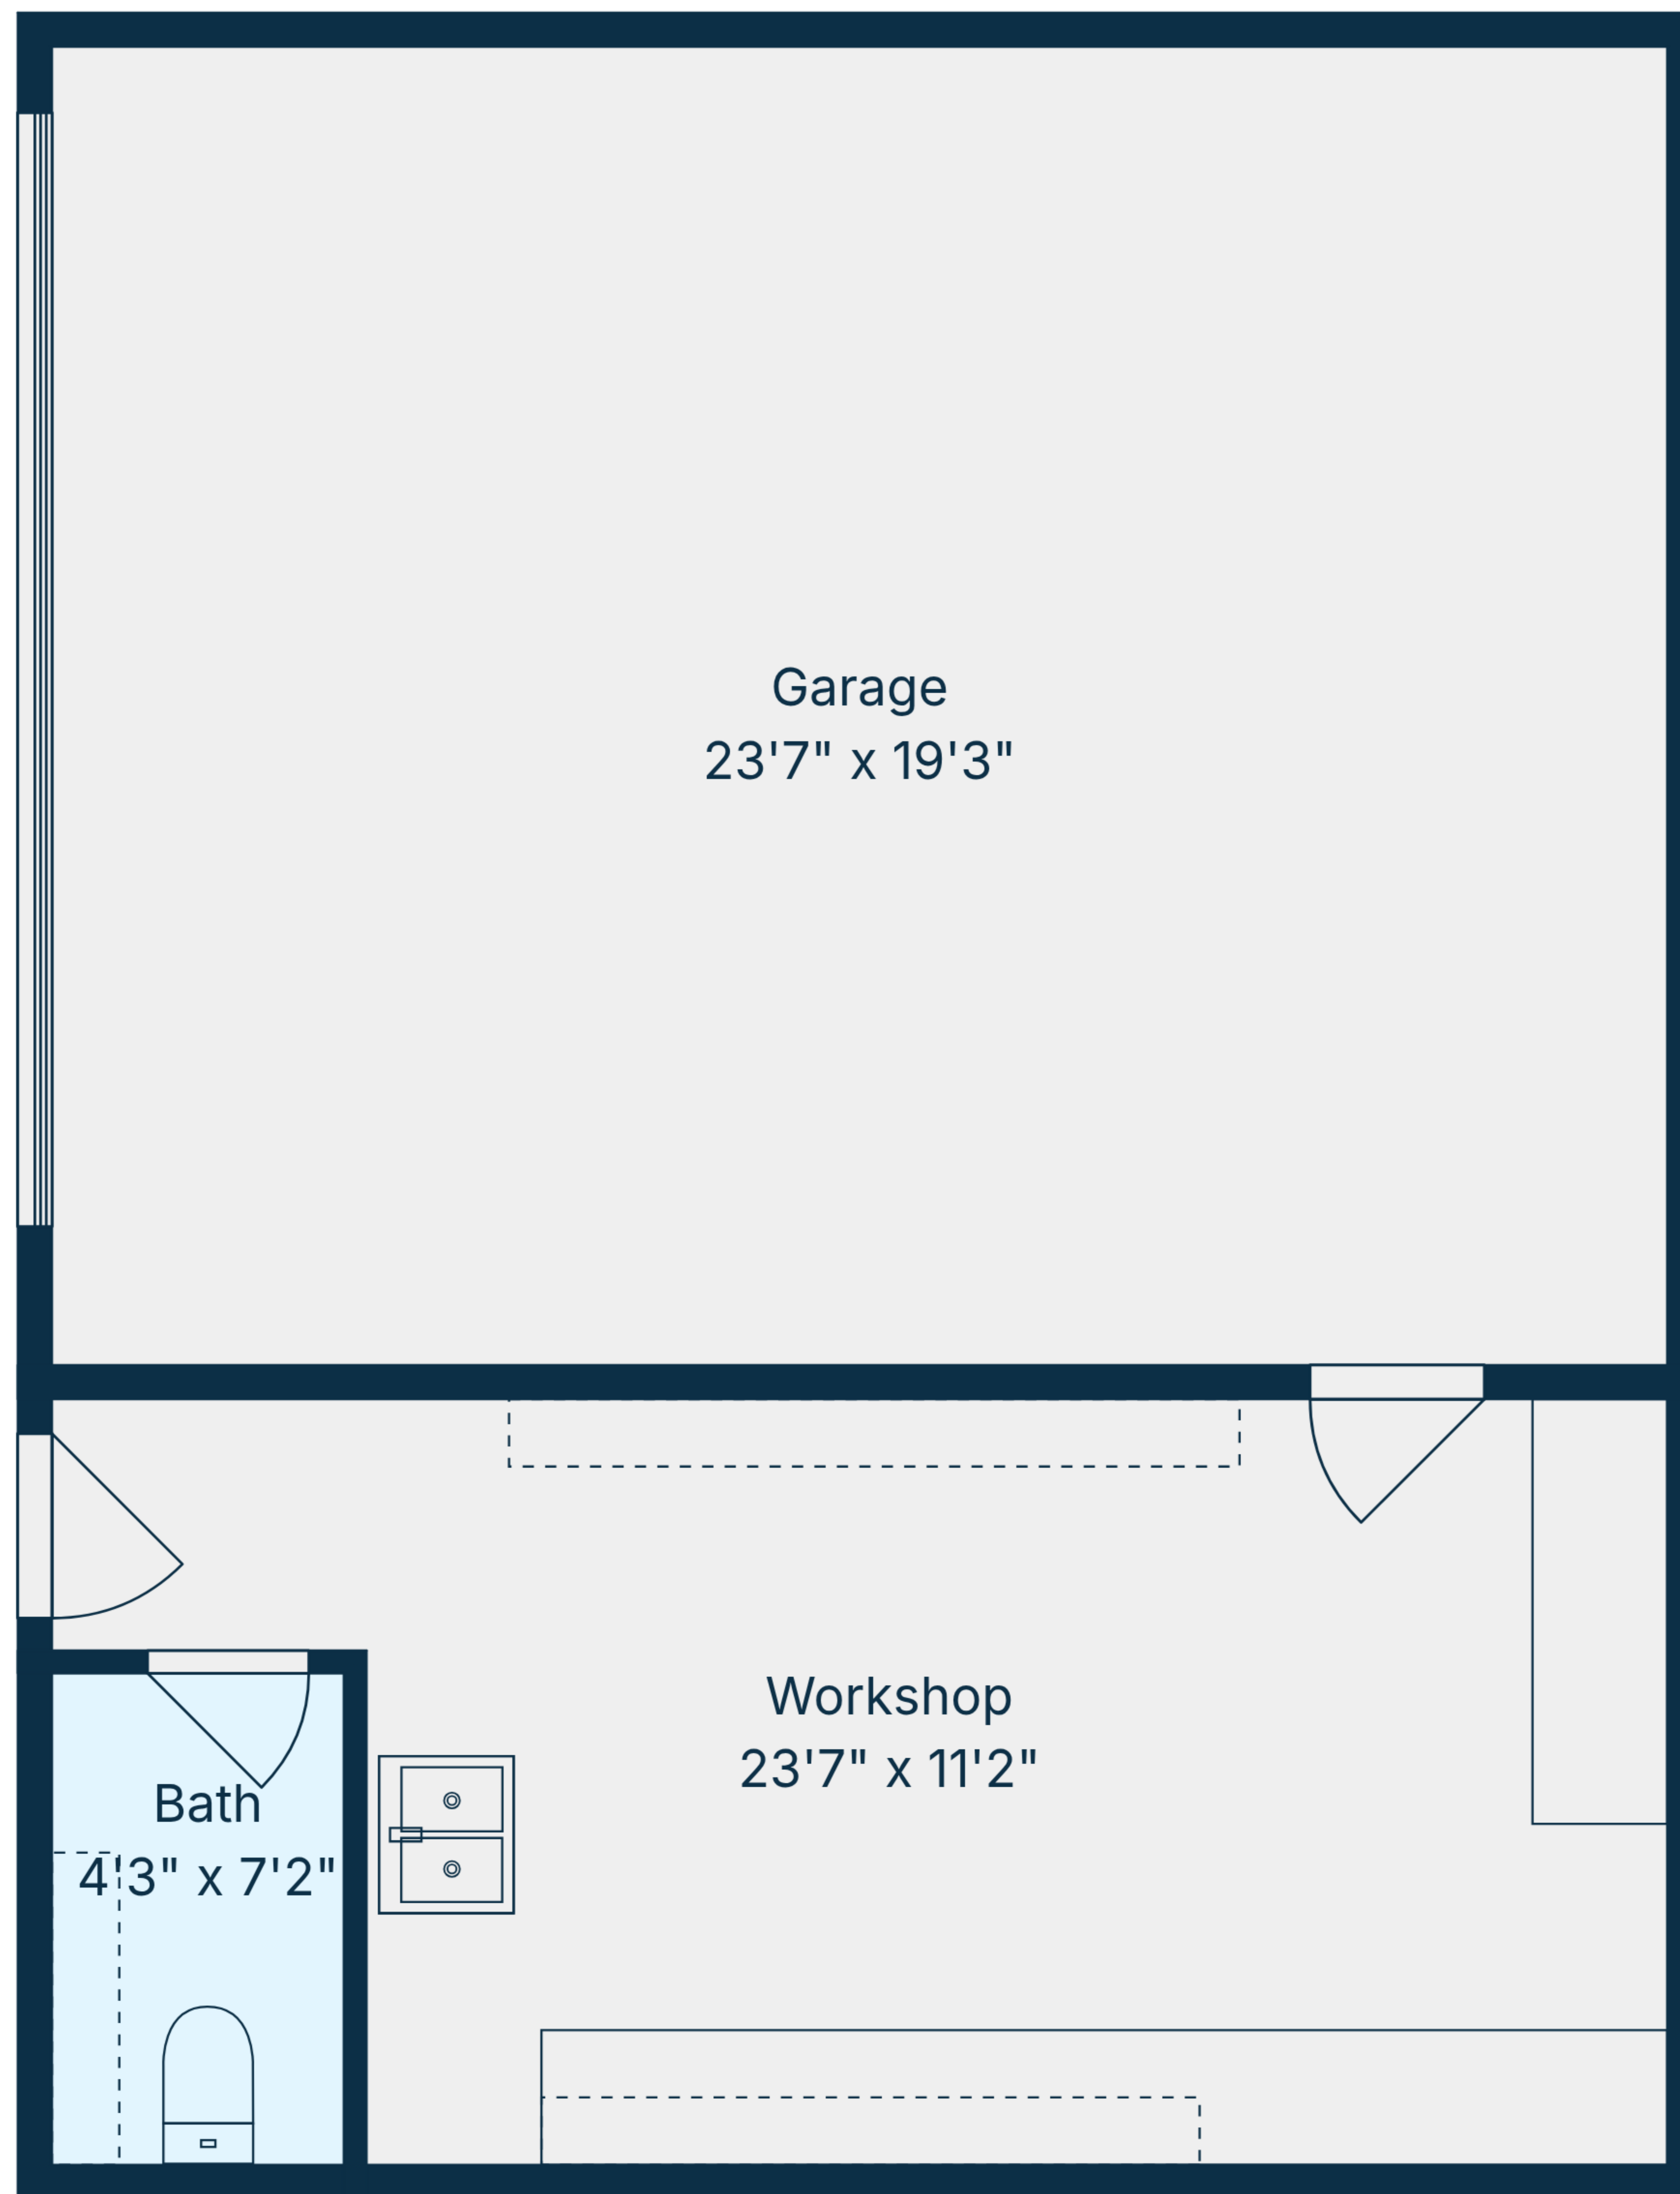 Garage
23'7" x 19'3"
Workshop
23'7" x 11'2"
Bath
4'3" x 7'2"